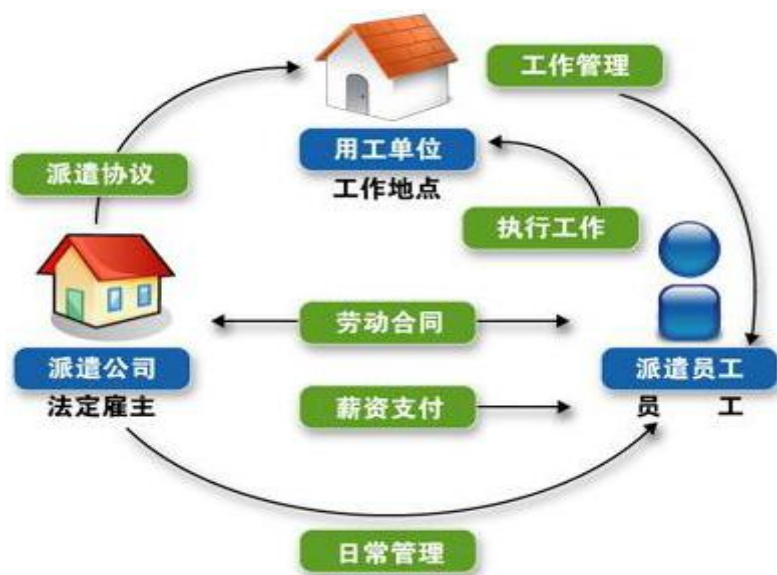 工作管理
用工单位
工作地点
派遣协议
执行工作
劳动合同
派遣公司
法定雇主
派遣员工
员 工
薪资支付
日常管理